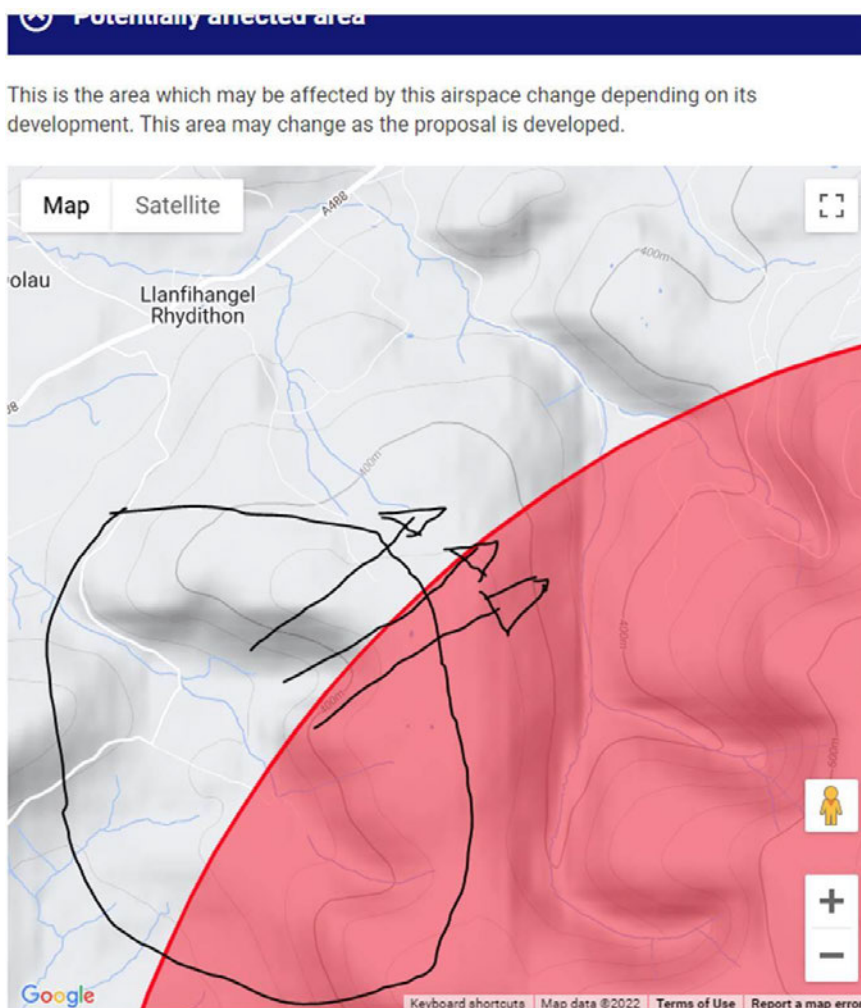 Potentially affected area
This is the area which may be affected by this airspace change depending on its
development. This area may change as the proposal is developed.
Map
Satellite
A488
400m
olau
Llanfihangel
Rhydithon
400m
400m
400m
600m
Google
Keyboard shortcuts
Map data ©2022
Terms of Use
Report a map error